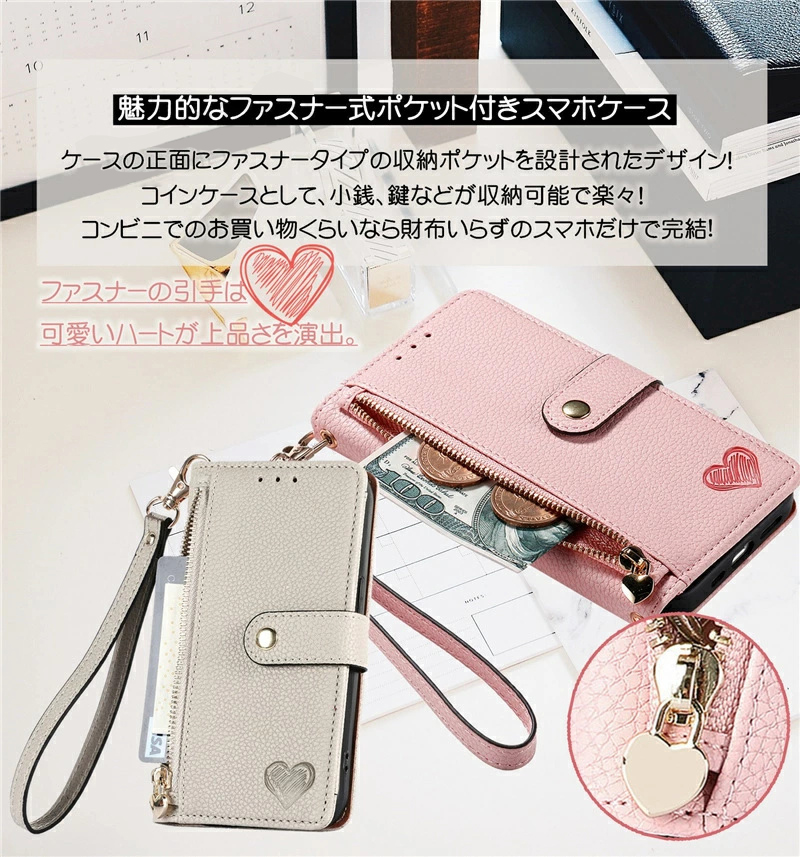 11
12
10
魅力的なファスナー式ポケット付きスマホケース
ケースの正面にファスナータイプの収納ポケットを設計されたデザイン!
コインケースとして、小銭、鍵などが収納可能で楽々!
コンビニでのお買い物くらいなら財布いらずのスマホだけで完結!
ファスナーの引手は
可愛いハートが上品さを演出。
100
NOTES
VISA